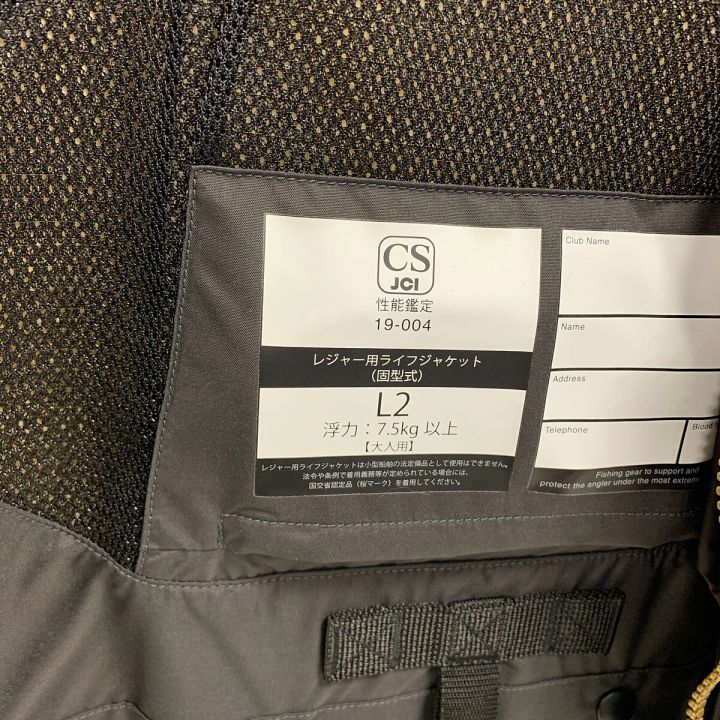 CS
JCI
性能鑑定
19-004
レジャー用ライフジャケット
（固型式）
L2
浮力：7.5kg 以上
【大人用】
レジャー用ライフジャケットは小型船舶の法定備品として使用はできません。
法令や条例で着用義務等が定められている場合には、
国交省認定品（桜マーク）を着用してください。
Club Name
Name
Address
Telephone
Blood
Fishing gear to support and
protect the angler under the most extrem